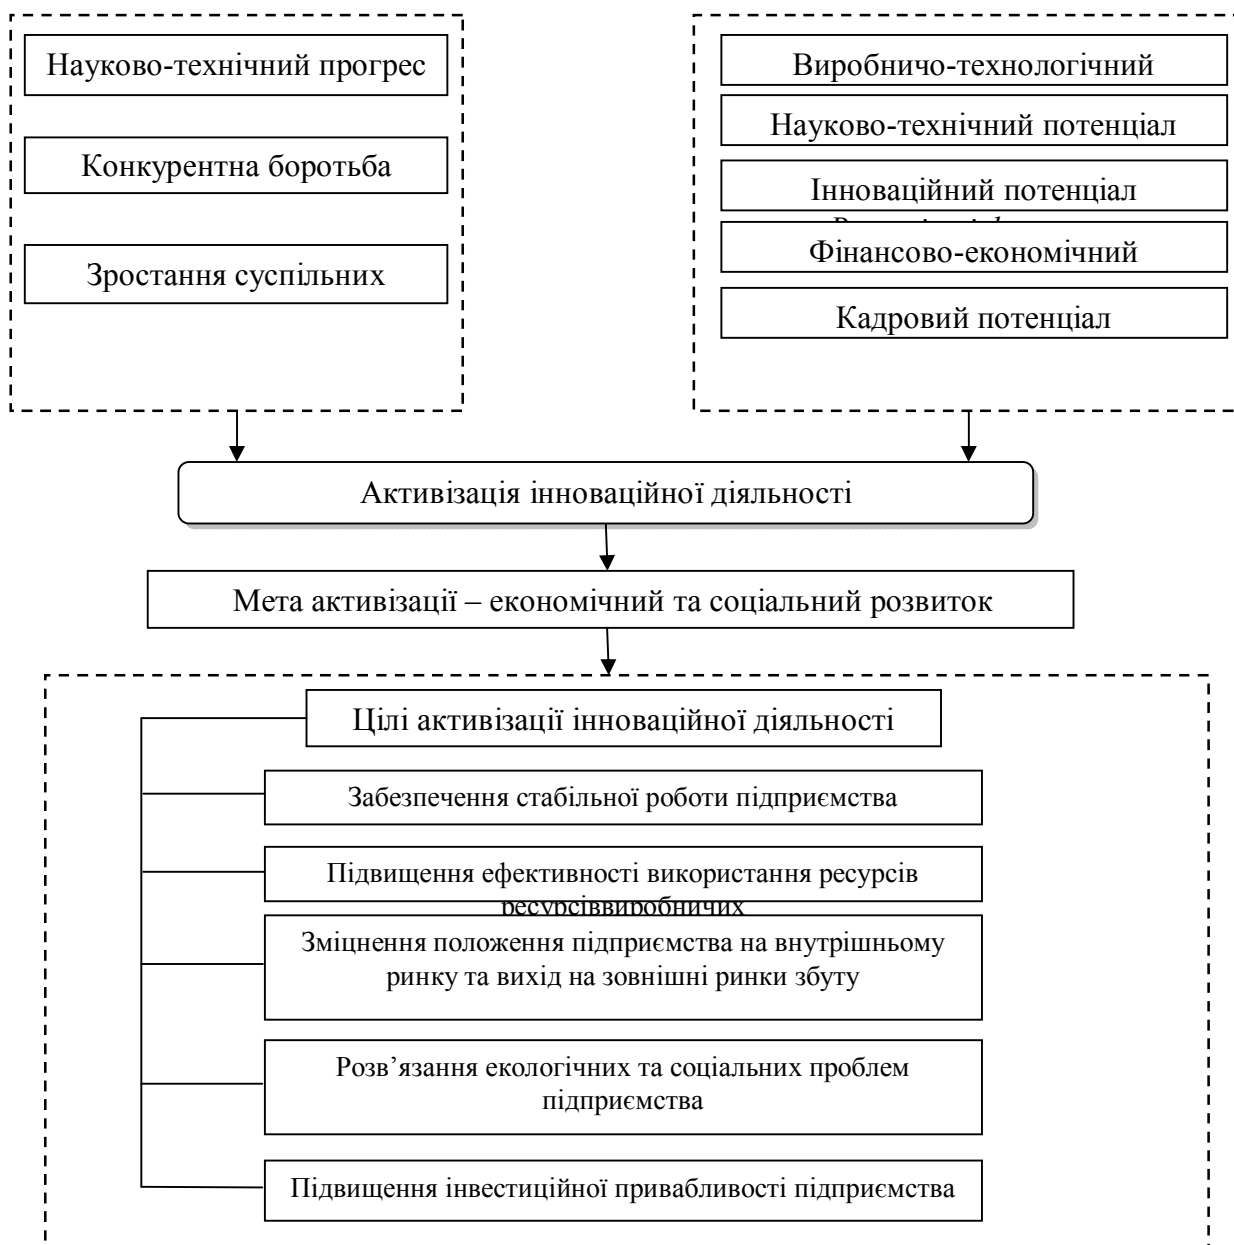 Науково-технічний прогрес
Конкурентна боротьба
Зростання суспільних
Виробничо-технологічний
Науково-технічний потенціал
Інноваційний потенціал
Фінансово-економічний
Кадровий потенціал
Активізація інноваційної діяльності
Мета активізації – економічний та соціальний розвиток
Цілі активізації інноваційної діяльності
Забезпечення стабільної роботи підприємства
Підвищення ефективності використання ресурсів
ресурсіввиробничих
Зміцнення положення підприємства на внутрішньому
ринку та вихід на зовнішні ринки збуту
Розв’язання екологічних та соціальних проблем
підприємства
Підвищення інвестиційної привабливості підприємства